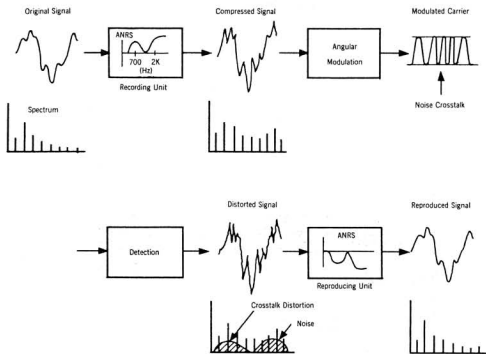 Original Signal
Compressed Signal
Modulated Carrier
ANRS
700 2K
(Hz)
Recording Unit
Angular
Modulation
Spectrum
Noise Crosstalk
Distorted Signal
Reproduced Signal
Detection
ANRS
Reproducing Unit
Crosstalk Distortion
Noise